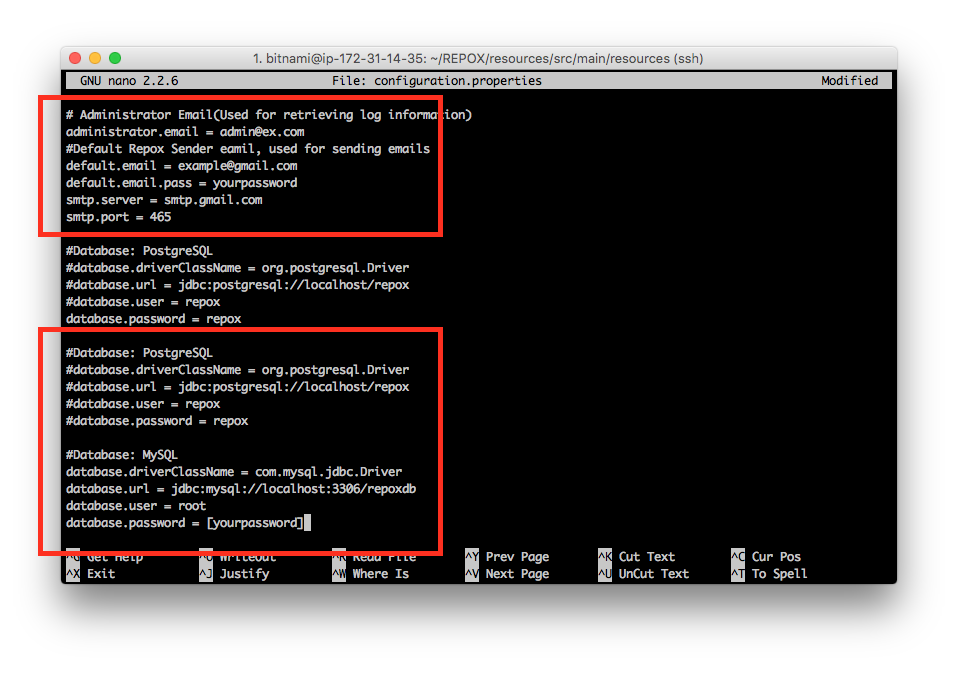 1. bitnami@ip-172-31-14-35: ~/REPOX/resources/src/main/resources (ssh)
GNU nano 2.2.6 File: configuration.properties Modified
# Administrator Email(Used for retrieving log information)
administrator.email = admin@ex.com
#Default Repox Sender eamil, used for sending emails
default.email = example@gmail.com
default.email.pass = yourpassword
smtp.server = smtp.gmail.com
smtp.port = 465
#Database: PostgreSQL
#database.driverClassName = org.postgresql.Driver
#database.url = jdbc:postgresql://localhost/repox
#database.user = repox
database.password = repox
#Database: PostgreSQL
#database.driverClassName = org.postgresql.Driver
#database.url = jdbc:postgresql://localhost/repox
#database.user = repox
#database.password = repox
#Database: MySQL
database.driverClassName = com.mysql.jdbc.Driver
database.url = jdbc:mysql://localhost:3306/repoxdb
database.user = root
database.password = [yourpassword]
^G Get Help ^O WriteOut ^R Read File ^Y Prev Page ^K Cut Text ^C Cur Pos
^X Exit ^J Justify ^W Where Is ^V Next Page ^U UnCut Text ^T To Spell